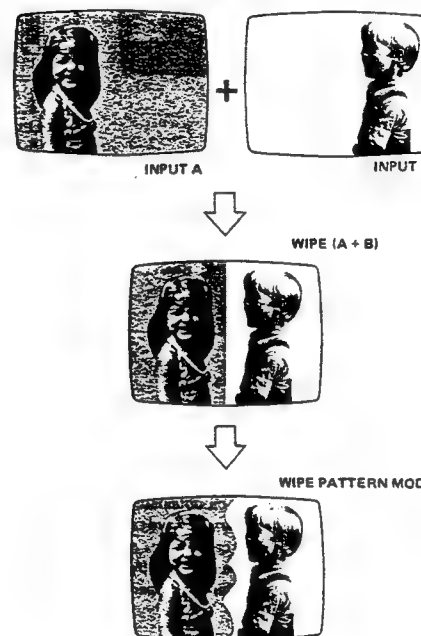 +
INPUT A
INPUT
WIPE (A + B)
WIPE PATTERN MOD